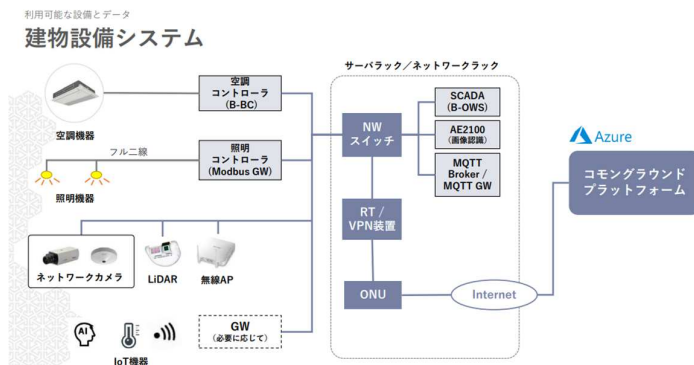 利用可能な設備とデータ
建物設備システム
サーバラック／ネットワークラック
空調
コントローラ
(B-BC)
空調機器
フル二線
照明
コントローラ
(Modbus GW)
照明機器
NW
スイッチ
SCADA
(B-OWS)
AE2100
(画像認識)
MQTT
Broker /
MQTT GW
Azure
コモングラウンド
プラットフォーム
RT /
VPN装置
ネットワークカメラ
LiDAR
無線AP
ONU
Internet
AI
GW
(必要に応じて)
IoT機器